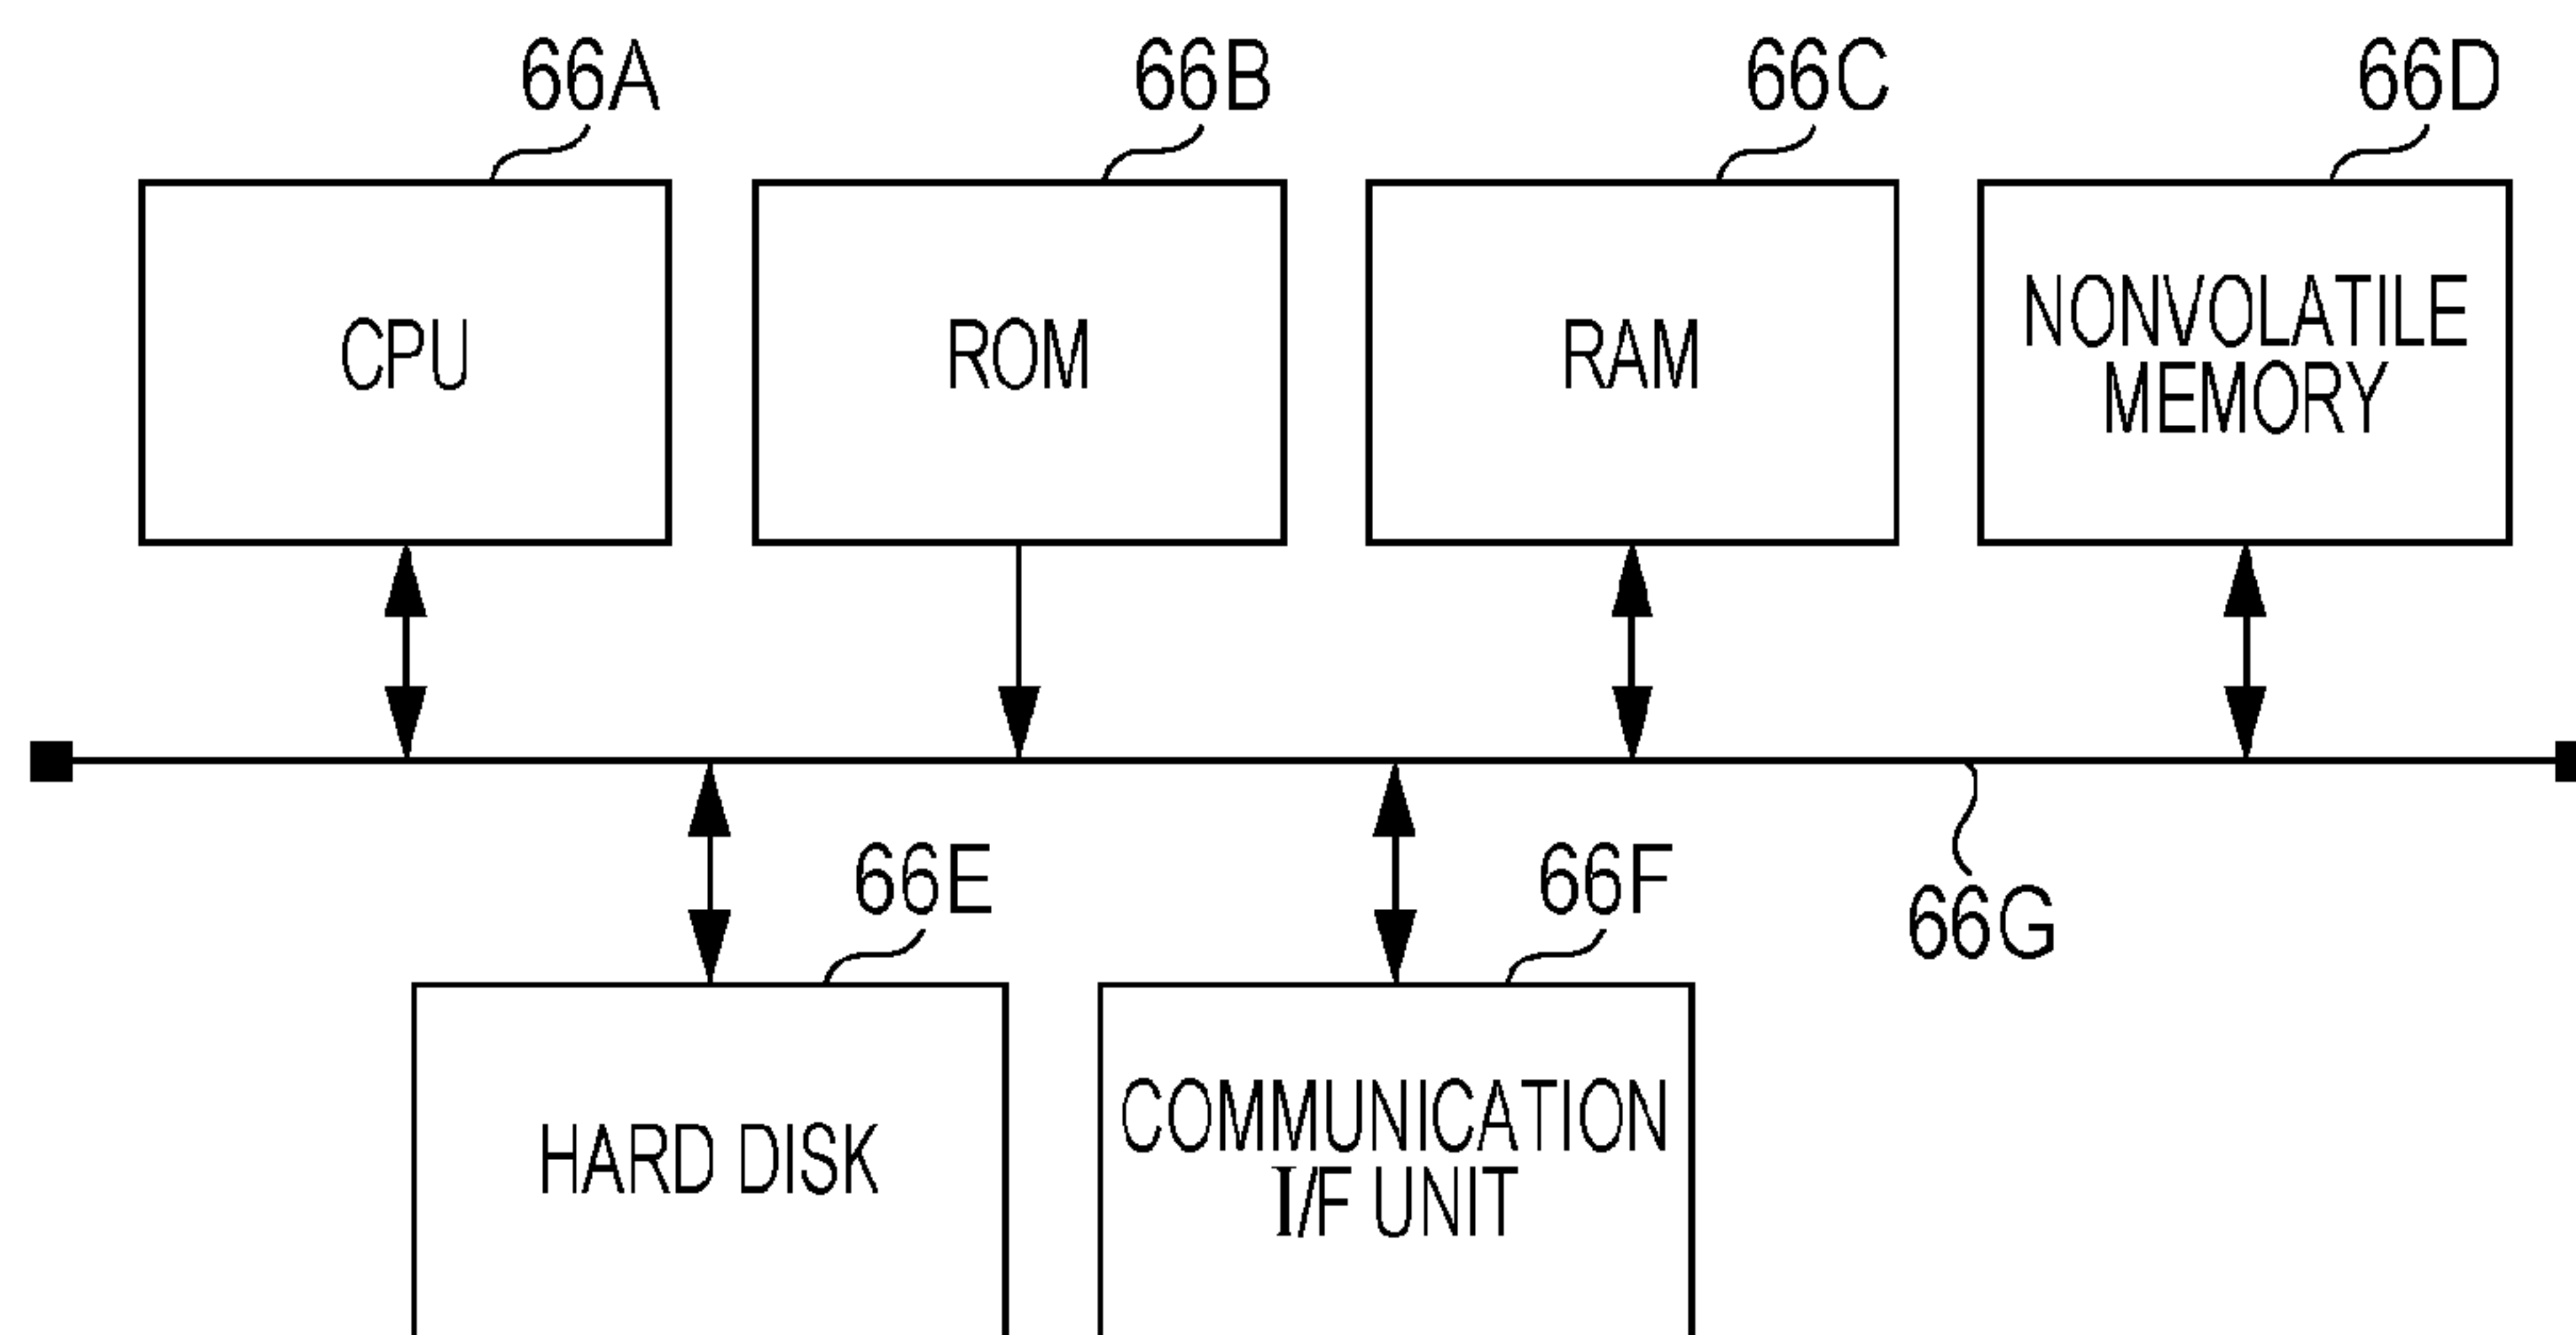 66A 66B 66C 66D
CPU ROM RAM NONVOLATILE
MEMORY
66E 66F 66G
HARD DISK COMMUNICATION
I/F UNIT